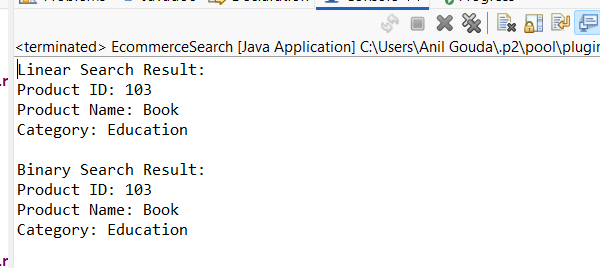 <terminated> EcommerceSearch [Java Application] C:\Users\Anil Gouda\.p2\pool\plugin
Linear Search Result:
Product ID: 103
Product Name: Book
Category: Education
Binary Search Result:
Product ID: 103
Product Name: Book
Category: Education